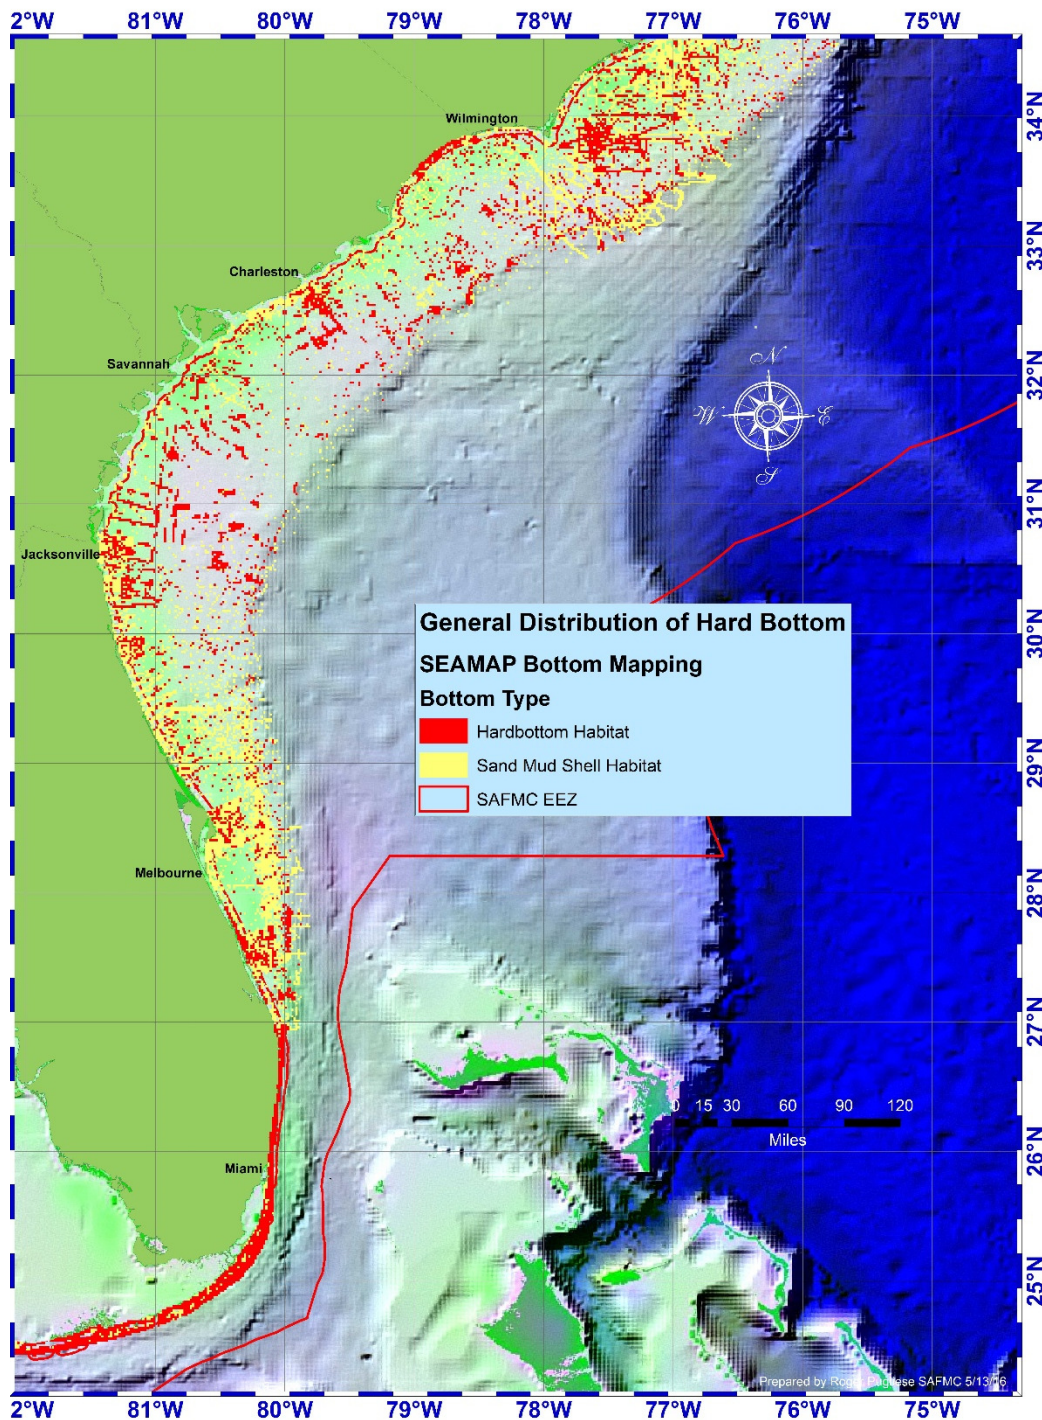 2°W 81°W 80°W 79°W 78°W 77°W 76°W 75°W
34°N
Wilmington
33°N
Charleston
N
Savannah
32°N
W E
S
31°N
Jacksonville
General Distribution of Hard Bottom
30°N
SEAMAP Bottom Mapping
Bottom Type
Hardbottom Habitat
Sand Mud Shell Habitat
29°N
SAFMC EEZ
Melbourne
28°N
27°N
0 15 30 60 90 120
Miles
26°N
Miami
25°N
Prepared by Roger Pugliese SAFMC 5/13/16
2°W 81°W 80°W 79°W 78°W 77°W 76°W 75°W